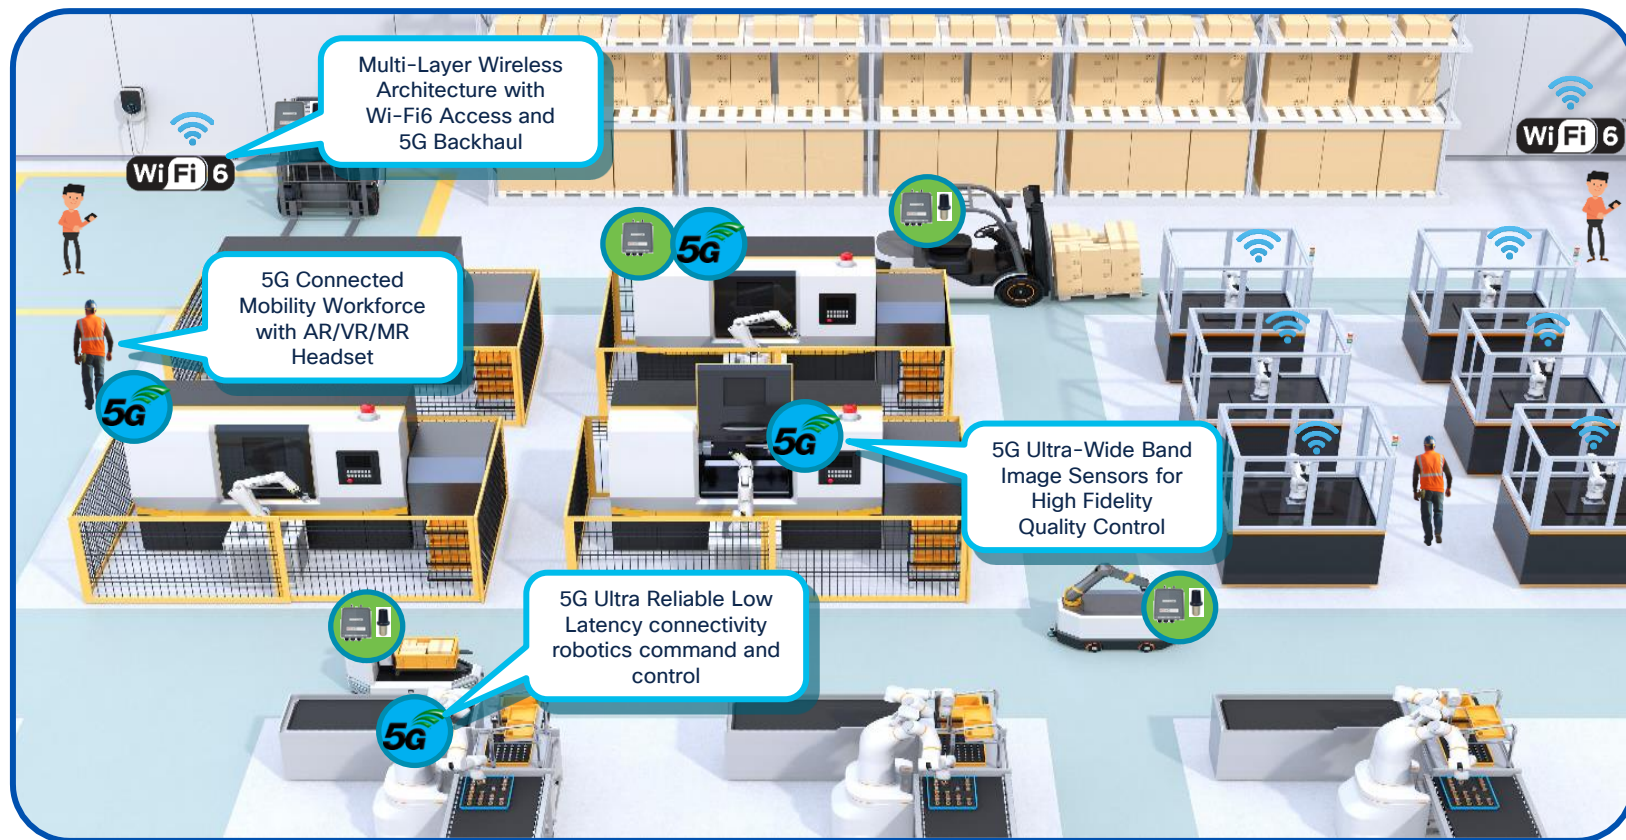 Multi-Layer Wireless
Architecture with
Wi-Fi6 Access and
5G Backhaul
WiFi 6
WiFi 6
5G
5G Connected
Mobility Workforce
with AR/VR/MR
Headset
5G
5G
5G Ultra-Wide Band
Image Sensors for
High Fidelity
Quality Control
5G Ultra Reliable Low
Latency connectivity
robotics command and
control
5G